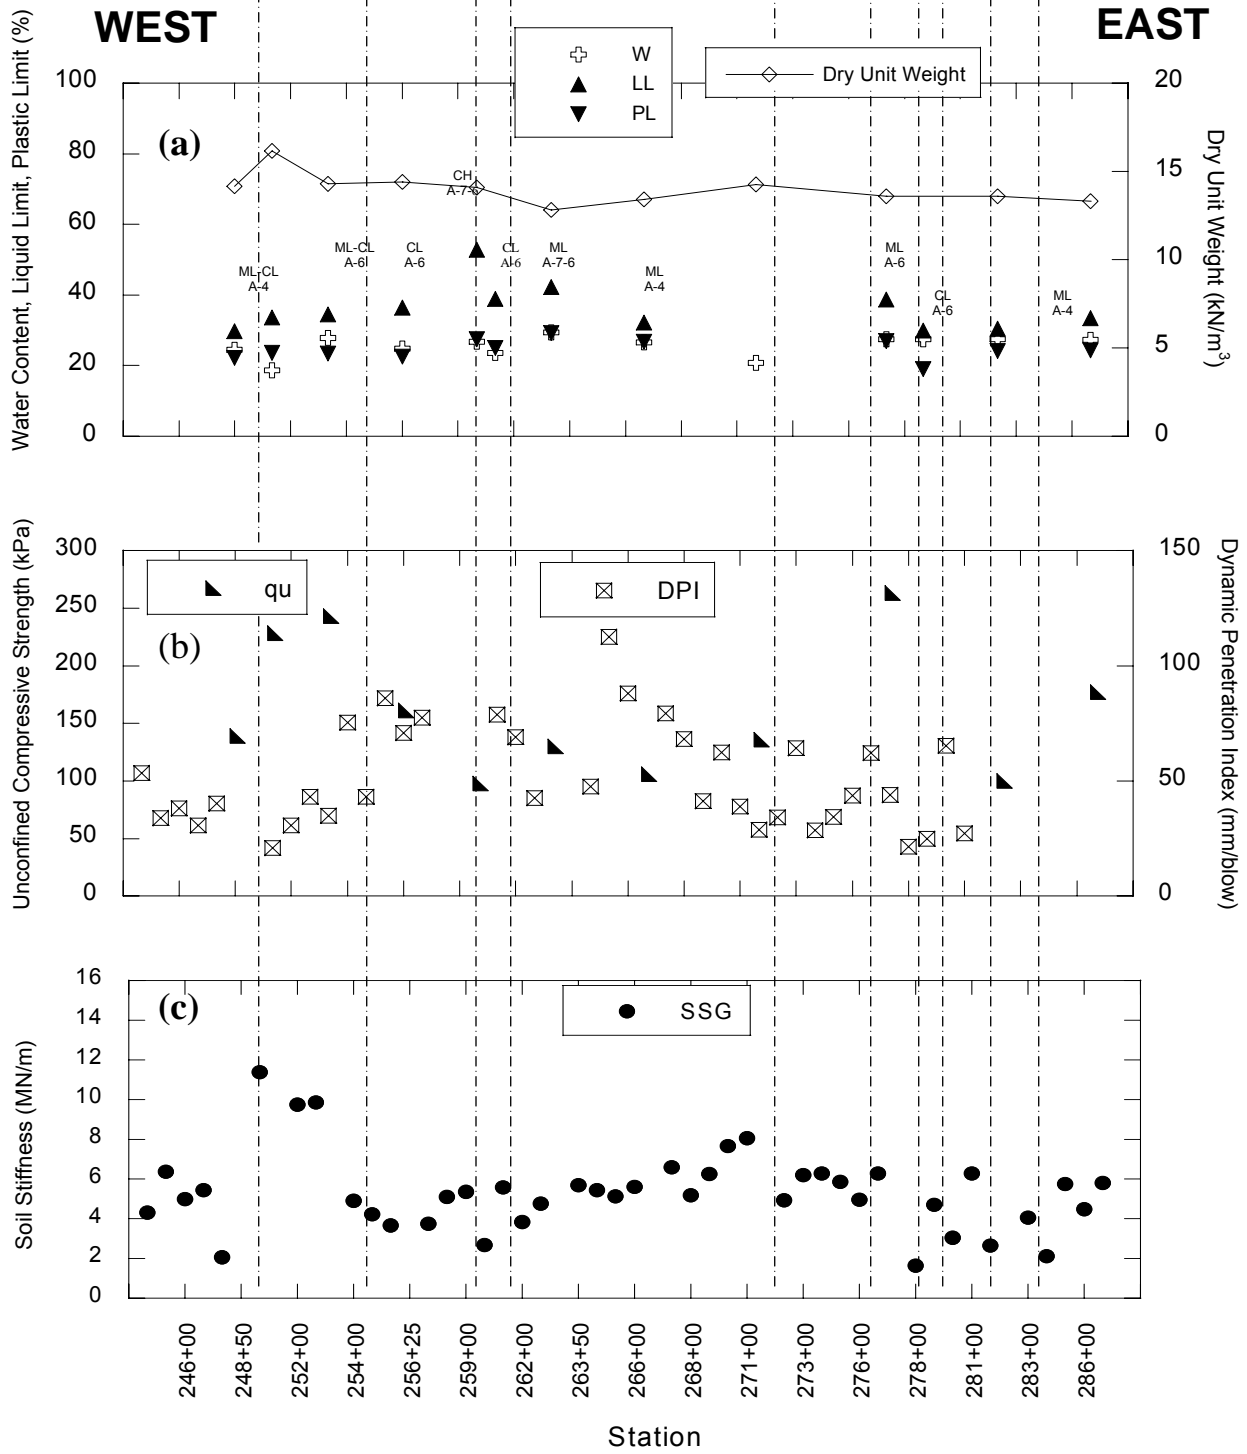 WEST
EAST
W
LL
PL
Dry Unit Weight
Water Content, Liquid Limit, Plastic Limit (%)
100
80
60
40
20
0
(a)
ML-CL
A-4
ML-CL
A-6
CL
A-6
CH
A-7-6
CL
A-6
ML
A-7-6
ML
A-4
ML
A-6
CL
A-6
ML
A-4
20
15
10
5
0
Dry Unit Weight (kN/m3)
Unconfined Compressive Strength (kPa)
300
250
200
150
100
50
0
qu
DPI
(b)
150
100
50
0
Dynamic Penetration Index (mm/blow)
Soil Stiffness (MN/m)
16
14
12
10
8
6
4
2
0
(c)
SSG
246+00
248+50
252+00
254+00
256+25
259+00
262+00
263+50
266+00
268+00
271+00
273+00
276+00
278+00
281+00
283+00
286+00
Station